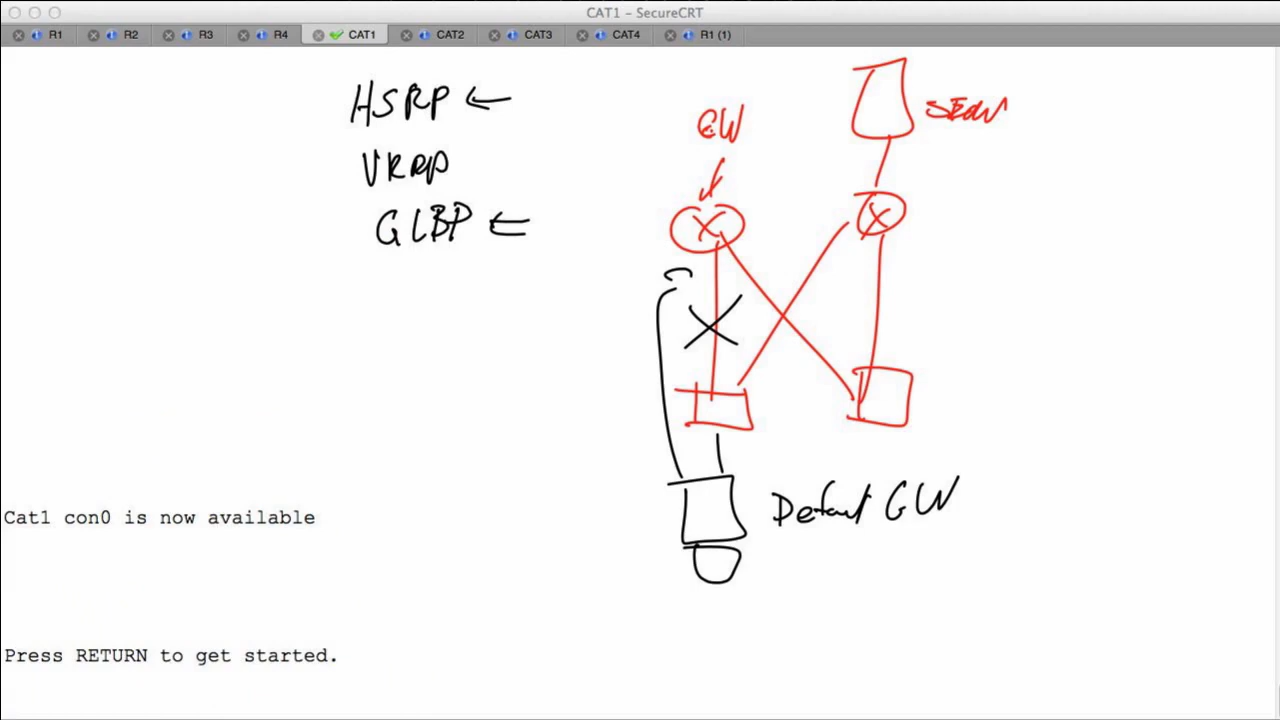 CAT1 - SecureCRT
R1 R2 R3 R4 CAT1 CAT2 CAT3 CAT4 R1 (1)
HSRP
VRRP
GLBP
GW
Default GW
Cat1 con0 is now available
Press RETURN to get started.